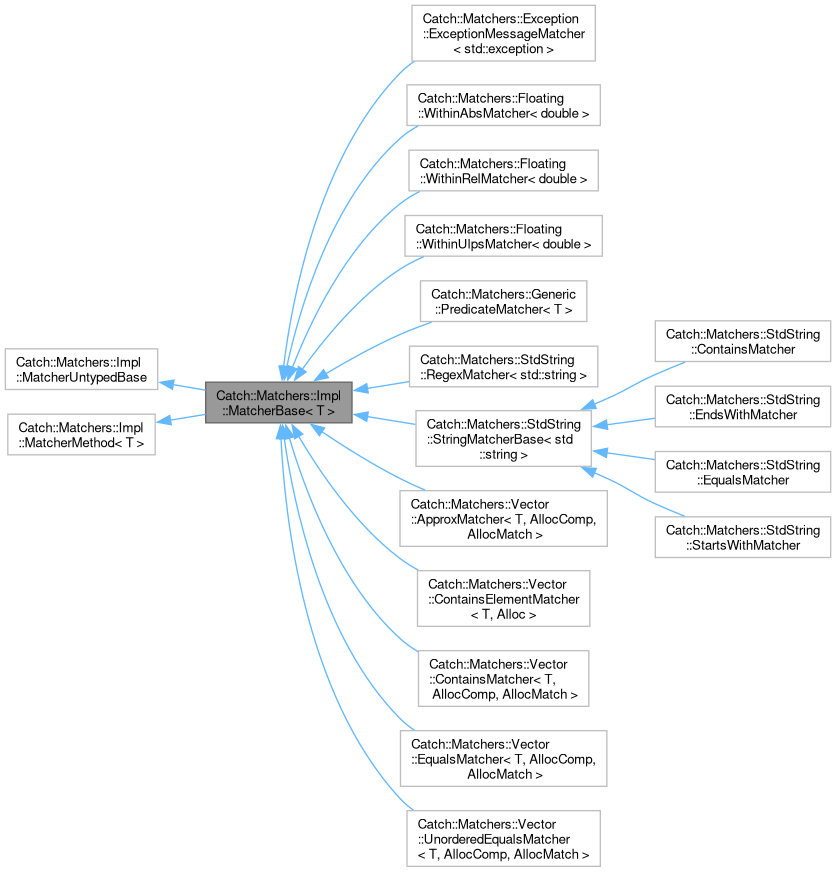 Catch::Matchers::Exception
::ExceptionMessageMatcher
< std::exception >
Catch::Matchers::Floating
::WithinAbsMatcher< double >
Catch::Matchers::Floating
::WithinRelMatcher< double >
Catch::Matchers::Floating
::WithinUlpsMatcher< double >
Catch::Matchers::Generic
::PredicateMatcher< T >
Catch::Matchers::Impl
::MatcherUntypedBase
Catch::Matchers::Impl
::MatcherMethod< T >
Catch::Matchers::Impl
::MatcherBase< T >
Catch::Matchers::StdString
::RegexMatcher< std::string >
Catch::Matchers::StdString
::StringMatcherBase< std
::string >
Catch::Matchers::StdString
::ContainsMatcher
Catch::Matchers::StdString
::EndsWithMatcher
Catch::Matchers::StdString
::EqualsMatcher
Catch::Matchers::StdString
::StartsWithMatcher
Catch::Matchers::Vector
::ApproxMatcher< T, AllocComp,
AllocMatch >
Catch::Matchers::Vector
::ContainsElementMatcher
< T, Alloc >
Catch::Matchers::Vector
::ContainsMatcher< T,
AllocComp, AllocMatch >
Catch::Matchers::Vector
::EqualsMatcher< T, AllocComp,
AllocMatch >
Catch::Matchers::Vector
::UnorderedEqualsMatcher
< T, AllocComp, AllocMatch >